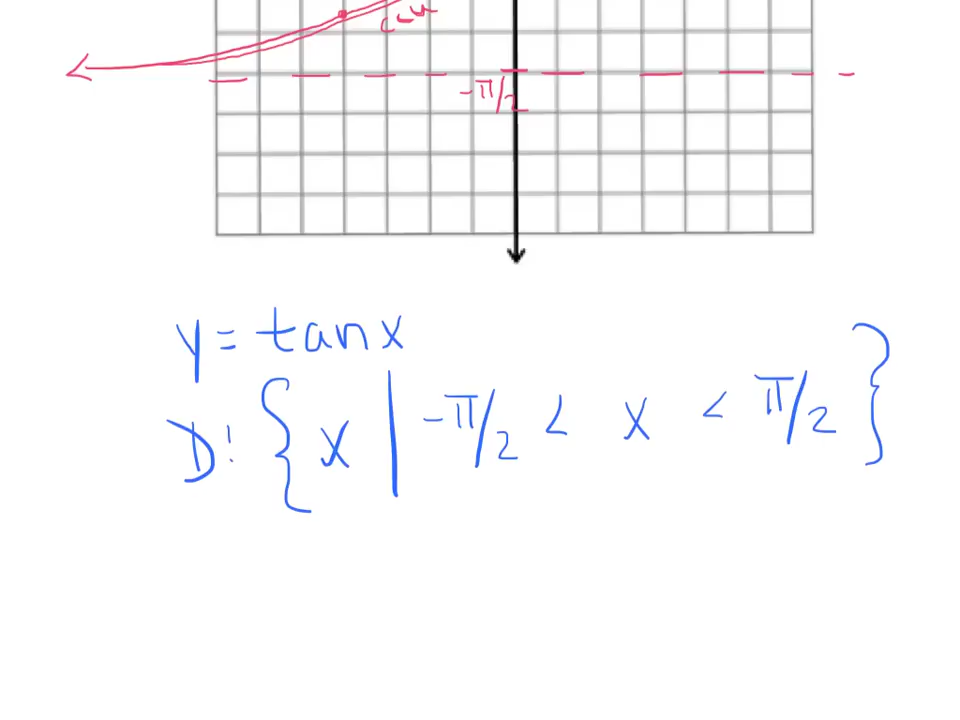 -π/2
y = tan x
D: { x | -π/2 < x < π/2 }